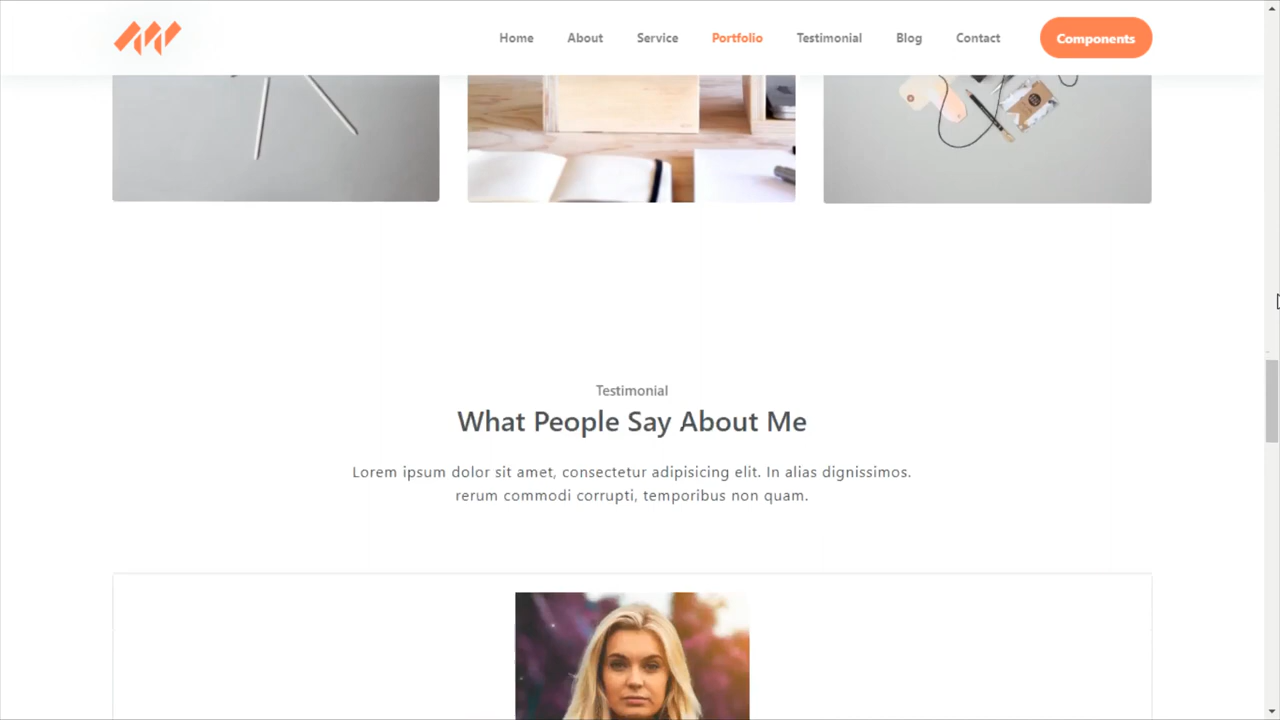 Home About Service Portfolio Testimonial Blog Contact Components
Testimonial
What People Say About Me
Lorem ipsum dolor sit amet, consectetur adipisicing elit. In alias dignissimos.
rerum commodi corrupti, temporibus non quam.